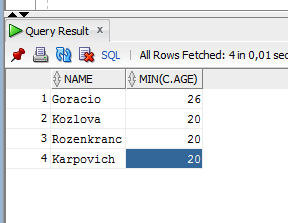 Query Result ×
SQL | All Rows Fetched: 4 in 0,01 sec
NAME MIN(C.AGE)
1 Goracio 26
2 Kozlova 20
3 Rozenkranc 20
4 Karpovich 20